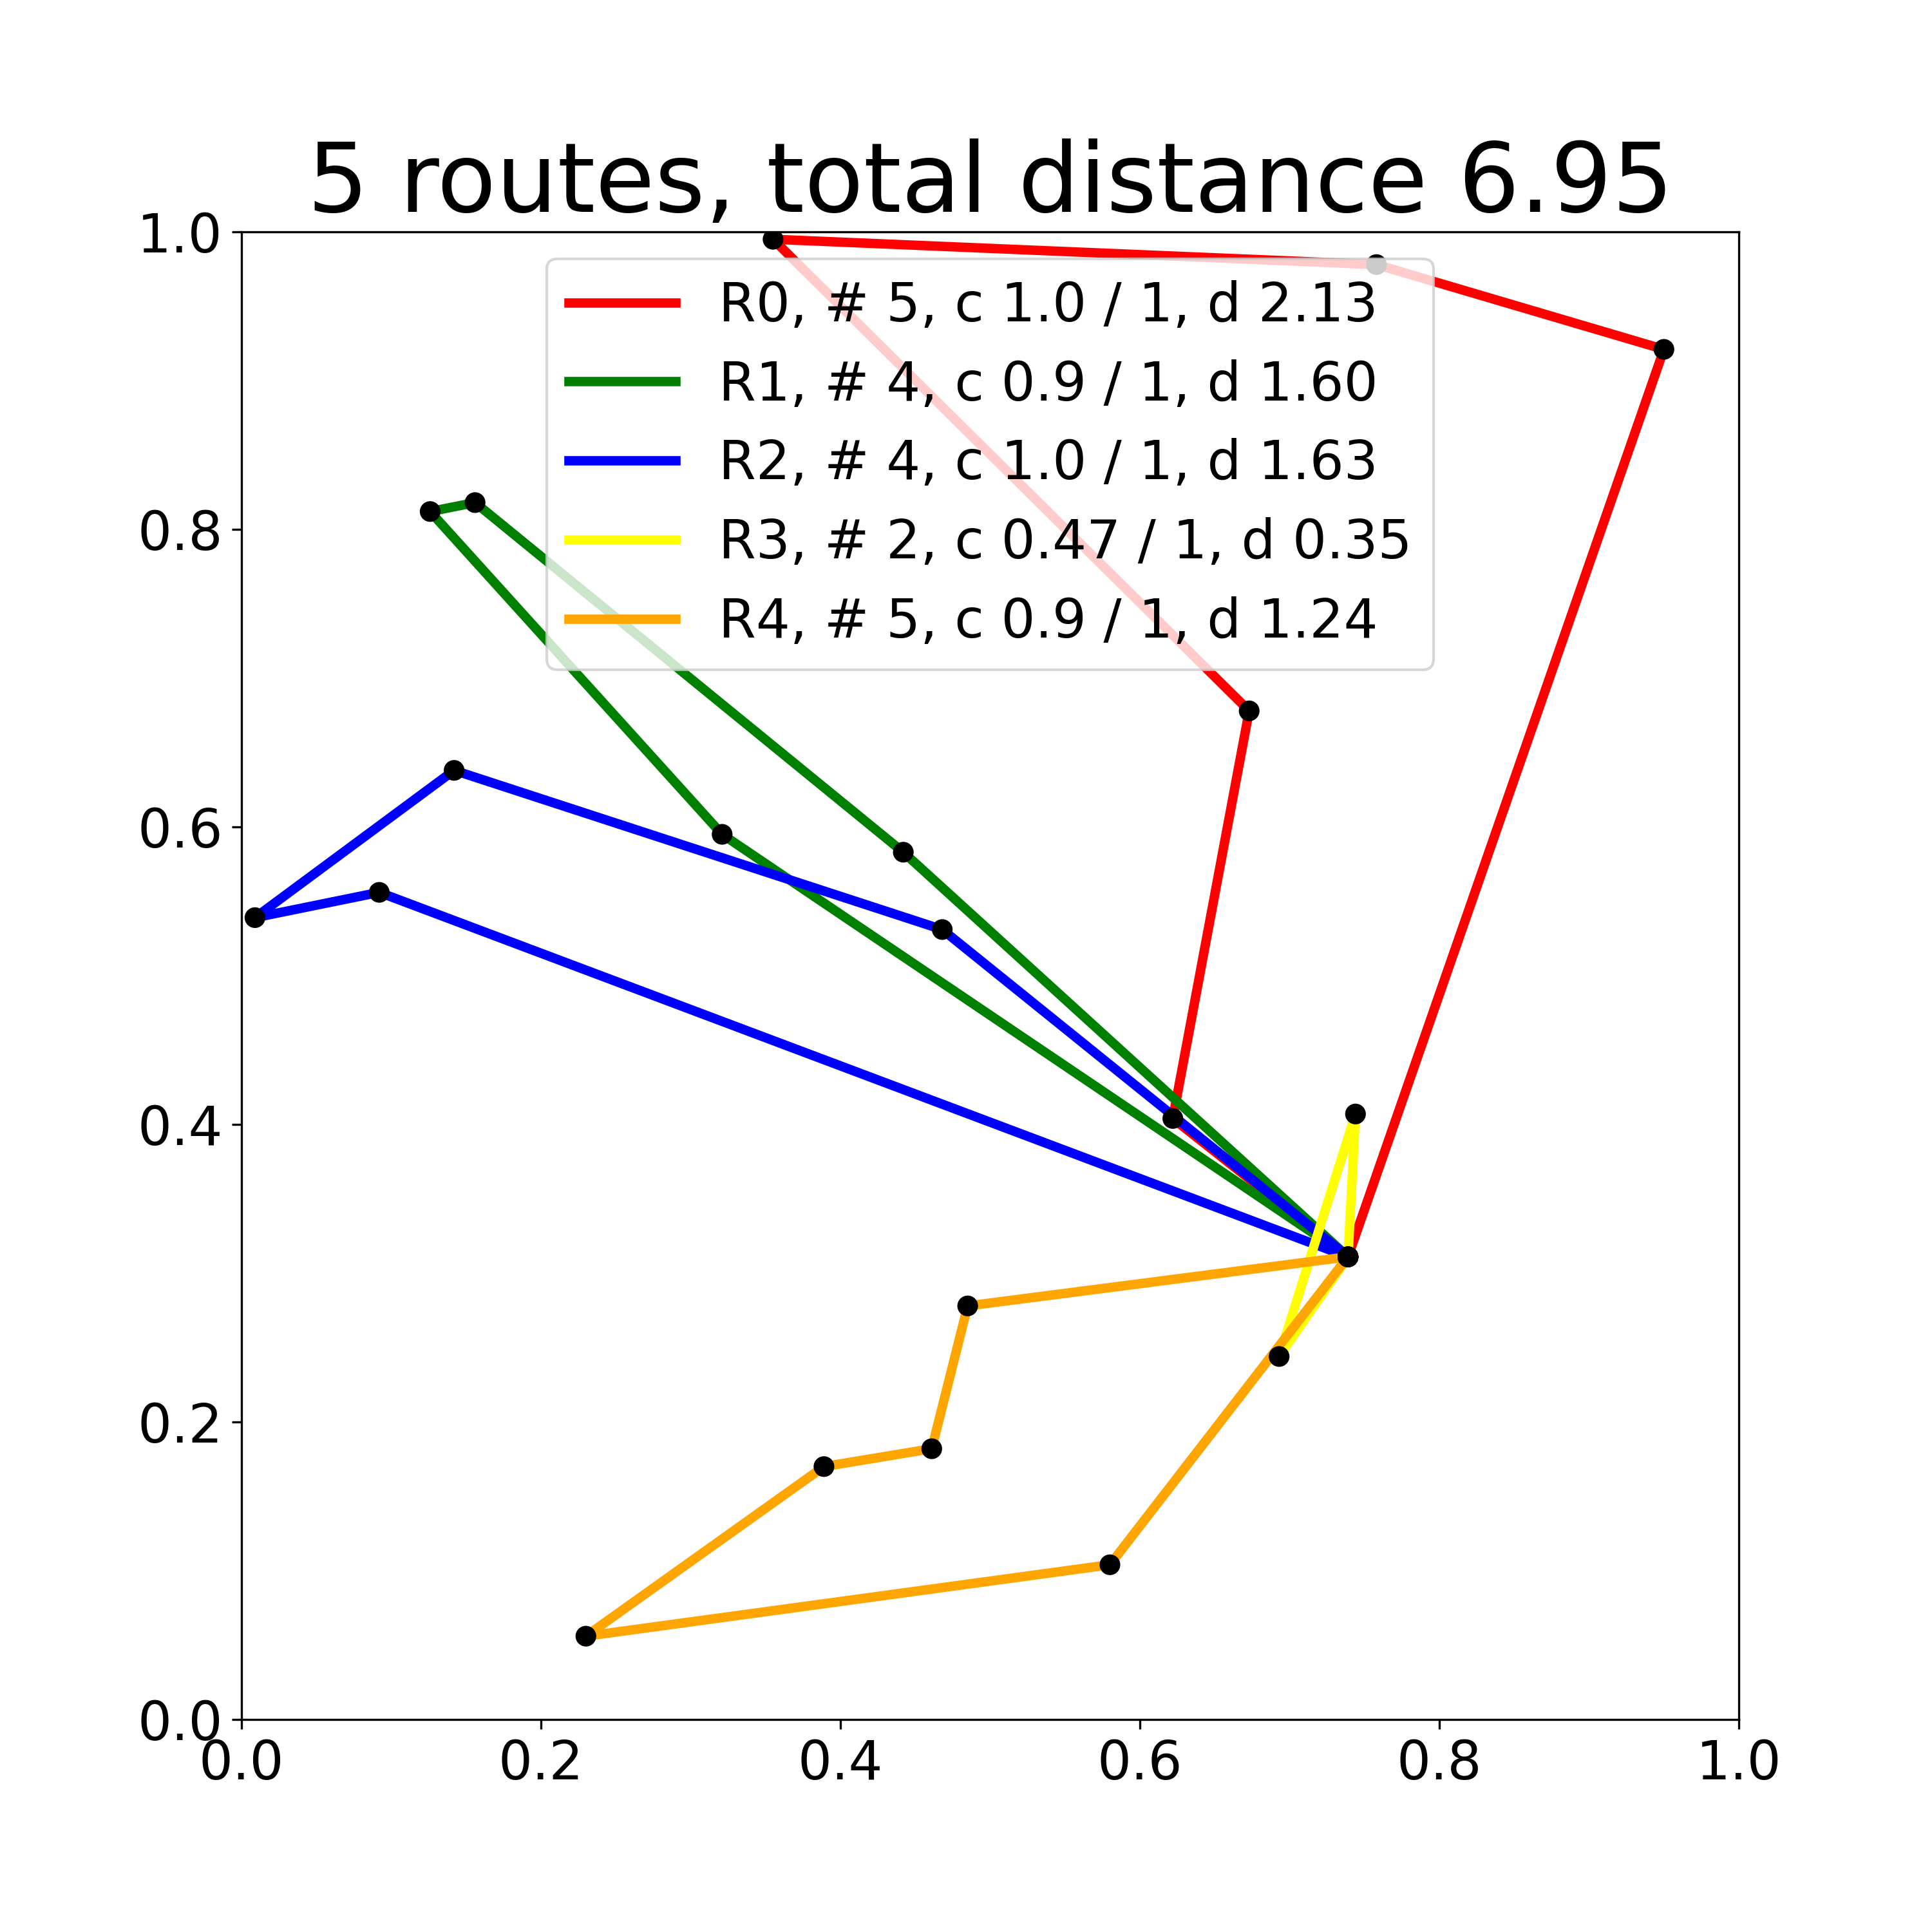 5 routes, total distance 6.95
1.0
R0, # 5, c 1.0 / 1, d 2.13
R1, # 4, c 0.9 / 1, d 1.60
R2, # 4, c 1.0 / 1, d 1.63
R3, # 2, c 0.47 / 1, d 0.35
R4, # 5, c 0.9 / 1, d 1.24
0.8
0.6
0.4
0.2
0.0
0.0 0.2 0.4 0.6 0.8 1.0